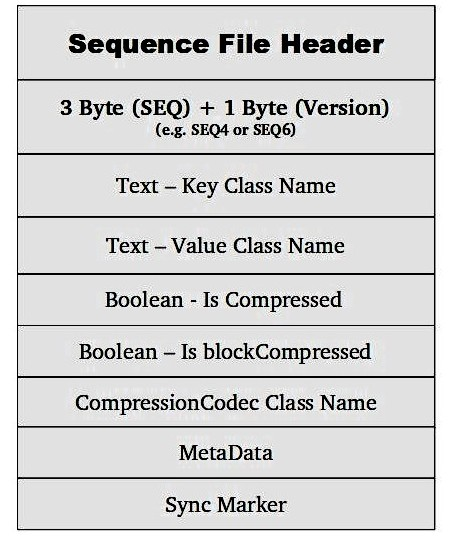 Sequence File Header
3 Byte (SEQ) + 1 Byte (Version)
(e.g. SEQ4 or SEQ6)
Text – Key Class Name
Text – Value Class Name
Boolean - Is Compressed
Boolean – Is blockCompressed
CompressionCodec Class Name
MetaData
Sync Marker